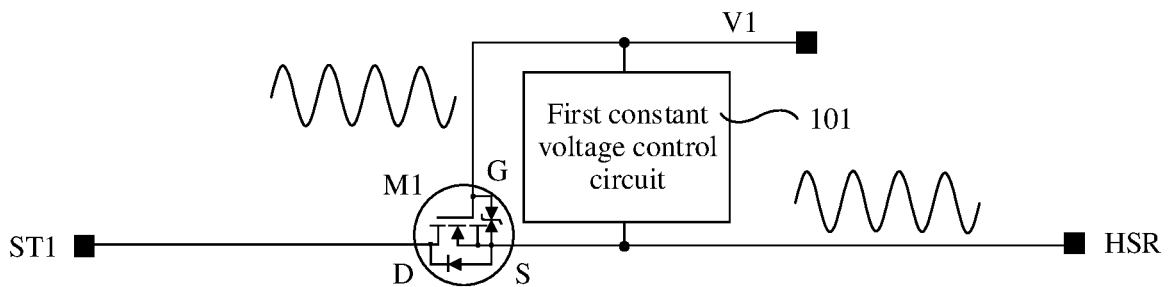 V1
First constant
voltage control
circuit
101
G
M1
ST1
D
S
HSR